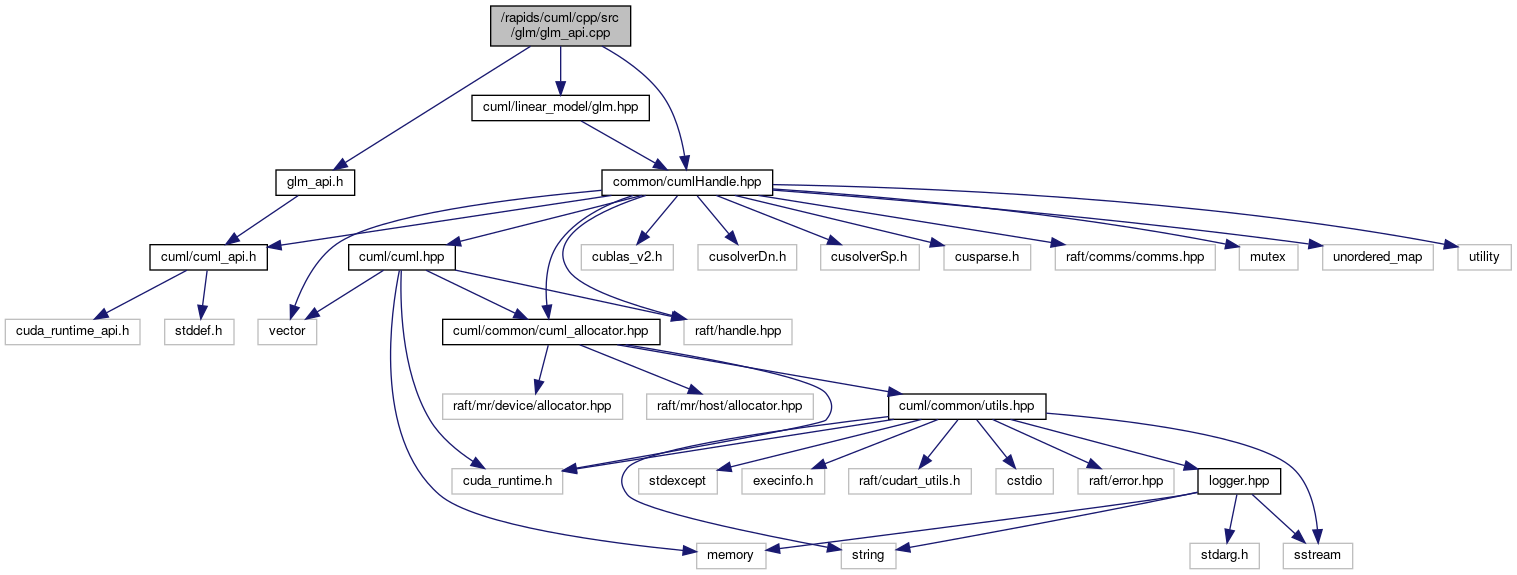 /rapids/cuml/cpp/src
/glm/glm_api.cpp
cuml/linear_model/glm.hpp
glm_api.h
common/cumlHandle.hpp
cuml/cuml_api.h
cuml/cuml.hpp
cublas_v2.h
cusolverDn.h
cusolverSp.h
cusparse.h
raft/comms/comms.hpp
mutex
unordered_map
utility
cuda_runtime_api.h
stddef.h
vector
cuml/common/cuml_allocator.hpp
raft/handle.hpp
raft/mr/device/allocator.hpp
raft/mr/host/allocator.hpp
cuml/common/utils.hpp
cuda_runtime.h
stdexcept
execinfo.h
raft/cudart_utils.h
cstdio
raft/error.hpp
logger.hpp
memory
string
stdarg.h
sstream